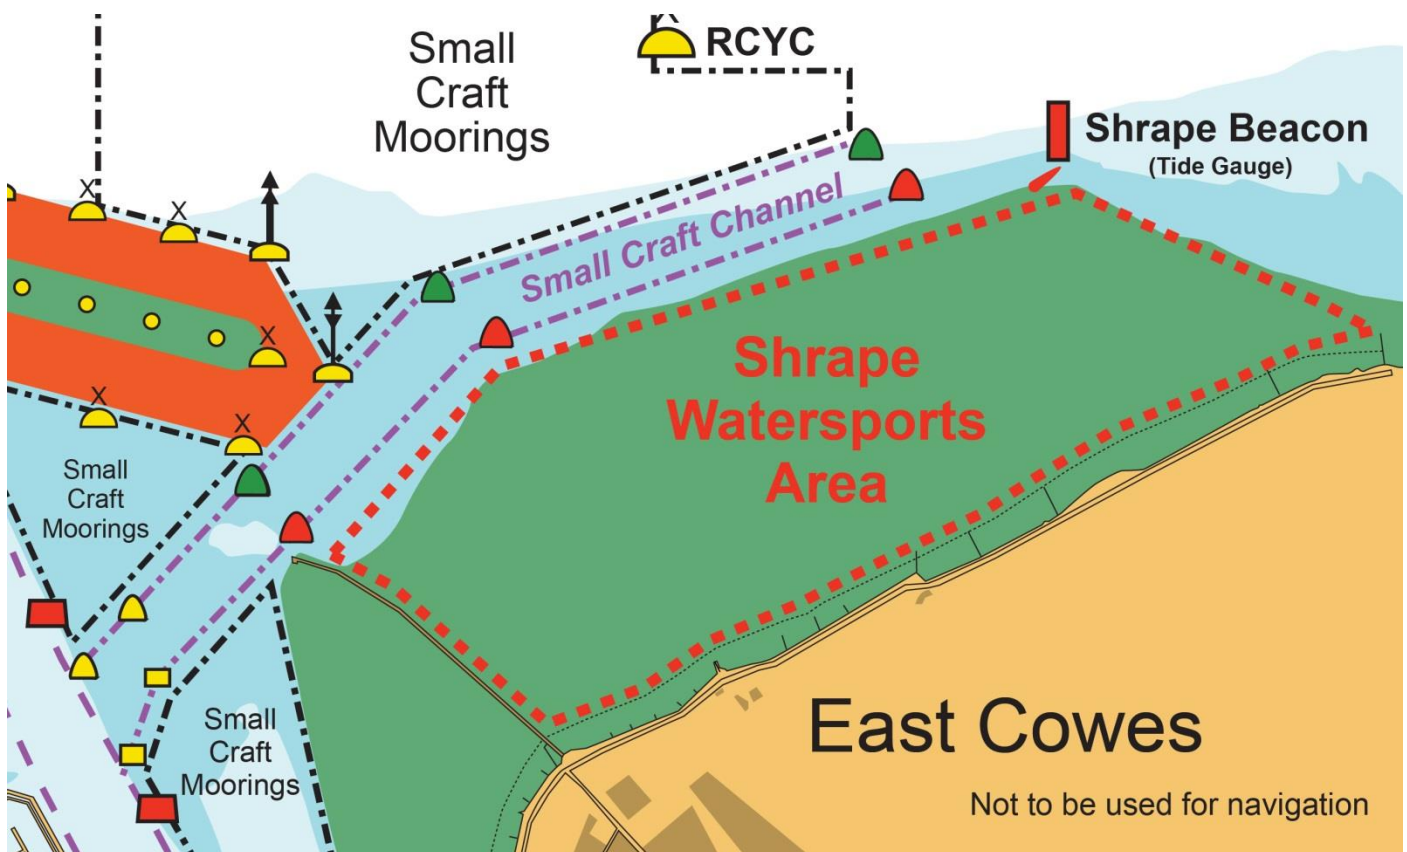 Small
Craft
Moorings
X
RCYC
Shrape Beacon
(Tide Gauge)
X
X
Small Craft Channel
X
X
X
Shrape
Watersports
Area
Small
Craft
Moorings
Small
Craft
Moorings
East Cowes
Not to be used for navigation